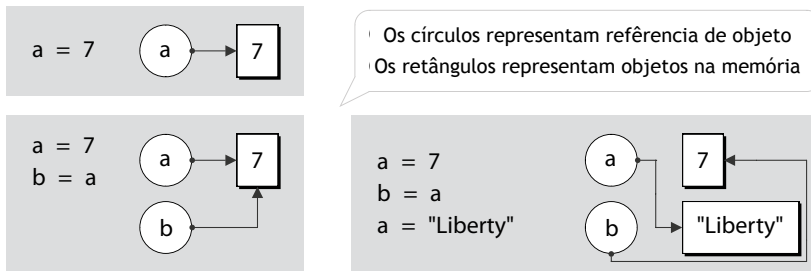 a = 7
a
7
Os círculos representam refêrencia de objeto
Os retângulos representam objetos na memória
a = 7
b = a
a
7
b
a = 7
b = a
a = "Liberty"
a
7
b
"Liberty"